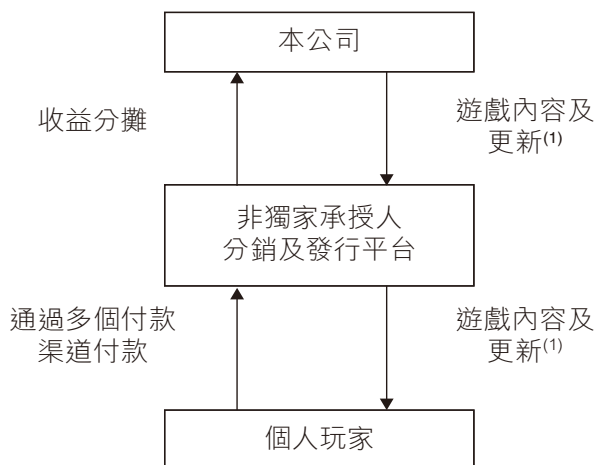 本公司
收益分攤
遊戲內容及
更新(1)
非獨家承授人
分銷及發行平台
通過多個付款
渠道付款
遊戲內容及
更新(1)
個人玩家